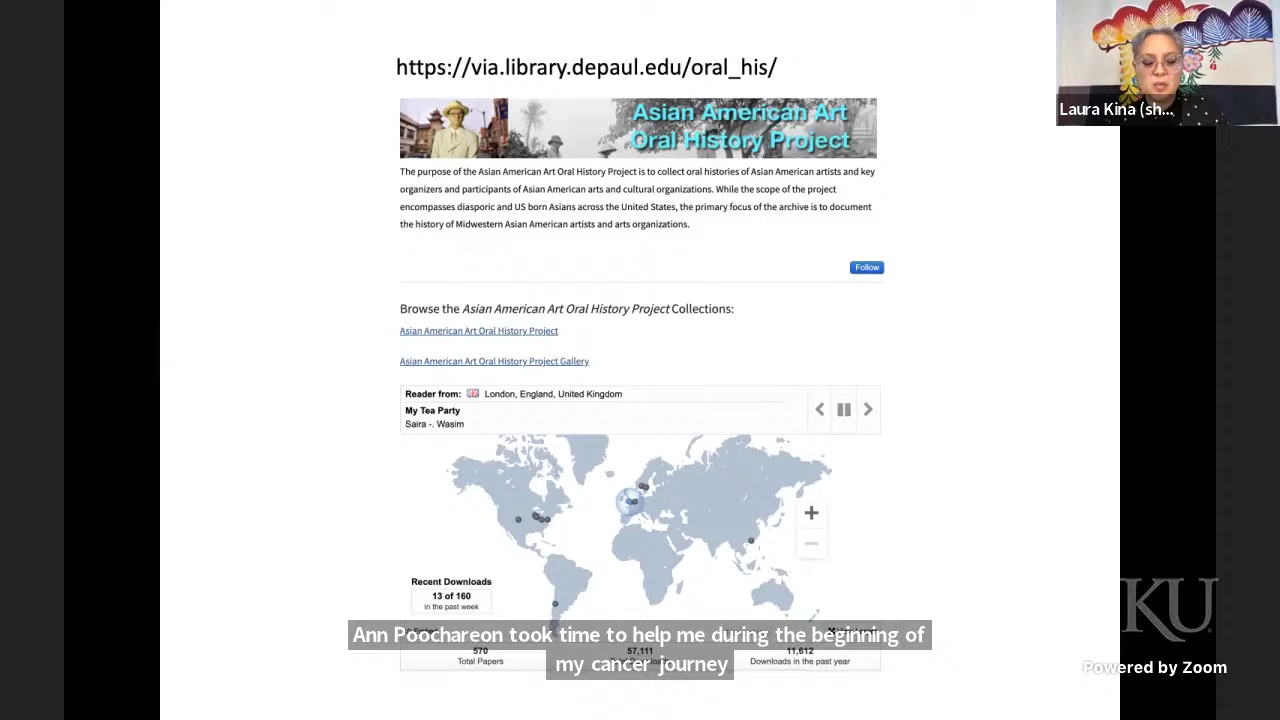 https://via.library.depaul.edu/oral_his/
Laura Kina (sh...
Asian American Art
Oral History Project
The purpose of the Asian American Art Oral History Project is to collect oral histories of Asian American artists and key
organizers and participants of Asian American arts and cultural organizations. While the scope of the project
encompasses diasporic and US born Asians across the United States, the primary focus of the archive is to document
the history of Midwestern Asian American artists and arts organizations.
Follow
Browse the Asian American Art Oral History Project Collections:
Asian American Art Oral History Project
Asian American Art Oral History Project Gallery
Reader from: London, England, United Kingdom
My Tea Party
Saira -. Wasim
Recent Downloads
13 of 160
in the past week
Ann Poochareon took time to help me during the beginning of
my cancer journey
570
Total Papers
57,111
11,612
Downloads in the past year
KU
Powered by Zoom